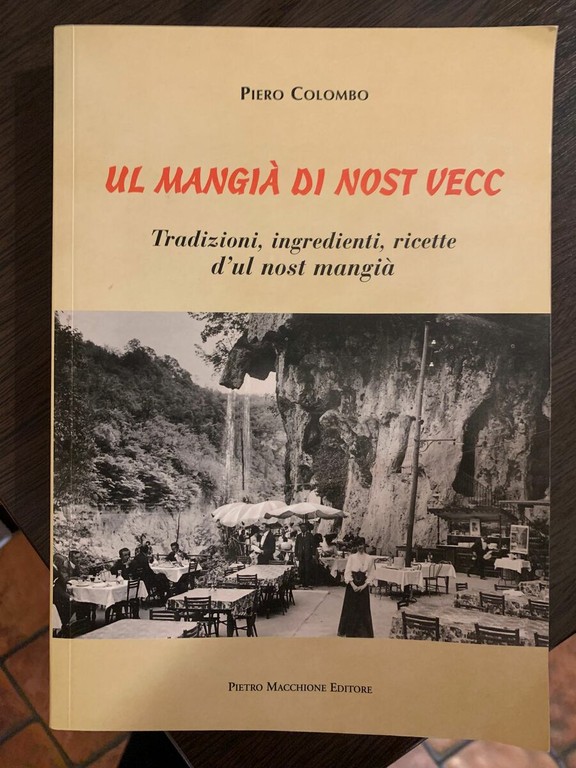 Piero Colombo
UL MANGIÀ DI NOST VECC
Tradizioni, ingredienti, ricette
d'ul nost mangià
Pietro Macchione Editore